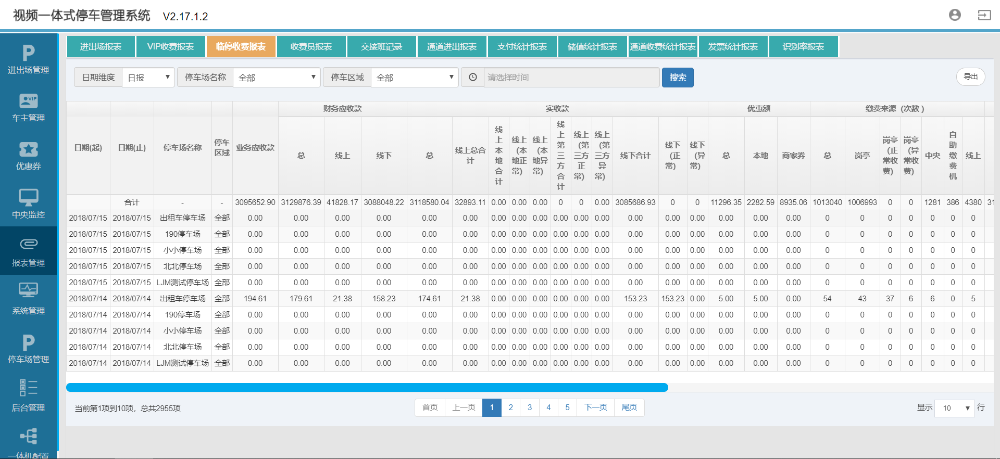 视频一体式停车管理系统 V2.17.1.2
进出场管理
车主管理
VIP
优惠券
中央监控
报表管理
系统管理
停车场管理
后台管理
一体机配置
进出场报表 VIP收费报表 临停收费报表 收费员报表 交接班记录 通道进出报表 支付统计报表 储值统计报表 通道收费统计报表 发票统计报表 识别率报表
日期维度 日报 停车场名称 全部 停车区域 全部 请选择时间 搜索 导出
财务应收款 实收款 优惠额 缴费来源（次数）
日期(起) 日期(止) 停车场名称 停车区域 业务应收款 总 线上 线下 总 线上总合计 线上本地合计 线上（本地正常） 线上（本地异常） 线上第三方合计 线上（第三方正常） 线上（第三方异常） 线下合计 线下（正常） 线下（异常） 总 本地 商家券 总 岗亭 岗亭（正常收费） 岗亭（异常收费） 中央 自助缴费机 线上
合计 - - 3095652.90 3129876.39 41828.17 3088048.22 3118580.04 32893.11 0.00 0.00 0.00 0 0 0.00 3085686.93 0 0 11296.35 2282.59 8935.06 1013040 1006993 0 0 1281 386 4380
2018/07/15 2018/07/15 出租车停车场 全部 0.00 0.00 0.00 0.00 0.00 0.00 0.00 0.00 0.00 0.00 0.00 0.00 0.00 0.00 0.00 0.00 0.00 0.00 0 0 0 0 0 0 0
2018/07/15 2018/07/15 190停车场 全部 0.00 0.00 0.00 0.00 0.00 0.00 0.00 0.00 0.00 0.00 0.00 0.00 0.00 0.00 0.00 0.00 0.00 0.00 0 0 0 0 0 0 0
2018/07/15 2018/07/15 小小停车场 全部 0.00 0.00 0.00 0.00 0.00 0.00 0.00 0.00 0.00 0.00 0.00 0.00 0.00 0.00 0.00 0.00 0.00 0.00 0 0 0 0 0 0 0
2018/07/15 2018/07/15 北北停车场 全部 0.00 0.00 0.00 0.00 0.00 0.00 0.00 0.00 0.00 0.00 0.00 0.00 0.00 0.00 0.00 0.00 0.00 0.00 0 0 0 0 0 0 0
2018/07/15 2018/07/15 LJM测试停车场 全部 0.00 0.00 0.00 0.00 0.00 0.00 0.00 0.00 0.00 0.00 0.00 0.00 0.00 0.00 0.00 0.00 0.00 0.00 0 0 0 0 0 0 0
2018/07/14 2018/07/14 出租车停车场 全部 194.61 179.61 21.38 158.23 174.61 21.38 0.00 0.00 0.00 0.00 0.00 0.00 153.23 153.23 0.00 5.00 5.00 0.00 54 43 37 6 6 0 5
2018/07/14 2018/07/14 190停车场 全部 0.00 0.00 0.00 0.00 0.00 0.00 0.00 0.00 0.00 0.00 0.00 0.00 0.00 0.00 0.00 0.00 0.00 0.00 0 0 0 0 0 0 0
2018/07/14 2018/07/14 小小停车场 全部 0.00 0.00 0.00 0.00 0.00 0.00 0.00 0.00 0.00 0.00 0.00 0.00 0.00 0.00 0.00 0.00 0.00 0.00 0 0 0 0 0 0 0
2018/07/14 2018/07/14 北北停车场 全部 0.00 0.00 0.00 0.00 0.00 0.00 0.00 0.00 0.00 0.00 0.00 0.00 0.00 0.00 0.00 0.00 0.00 0.00 0 0 0 0 0 0 0
2018/07/14 2018/07/14 LJM测试停车场 全部 0.00 0.00 0.00 0.00 0.00 0.00 0.00 0.00 0.00 0.00 0.00 0.00 0.00 0.00 0.00 0.00 0.00 0.00 0 0 0 0 0 0 0
当前第1项到10项，总共2955项 首页 上一页 1 2 3 4 5 下一页 尾页 显示 10 行